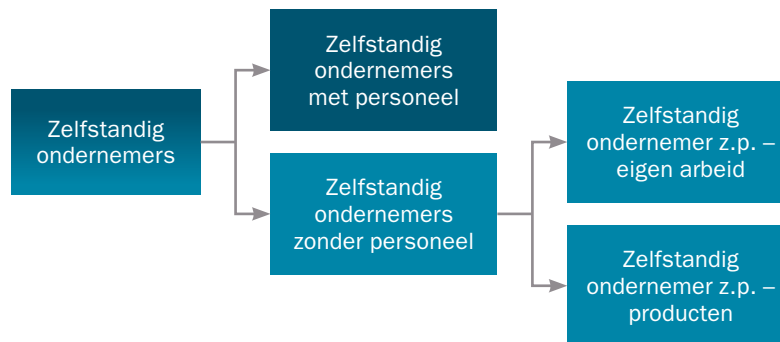 Zelfstandig
ondernemers
Zelfstandig
ondernemers
met personeel
Zelfstandig
ondernemers
zonder personeel
Zelfstandig
ondernemer z.p. –
eigen arbeid
Zelfstandig
ondernemer z.p. –
producten